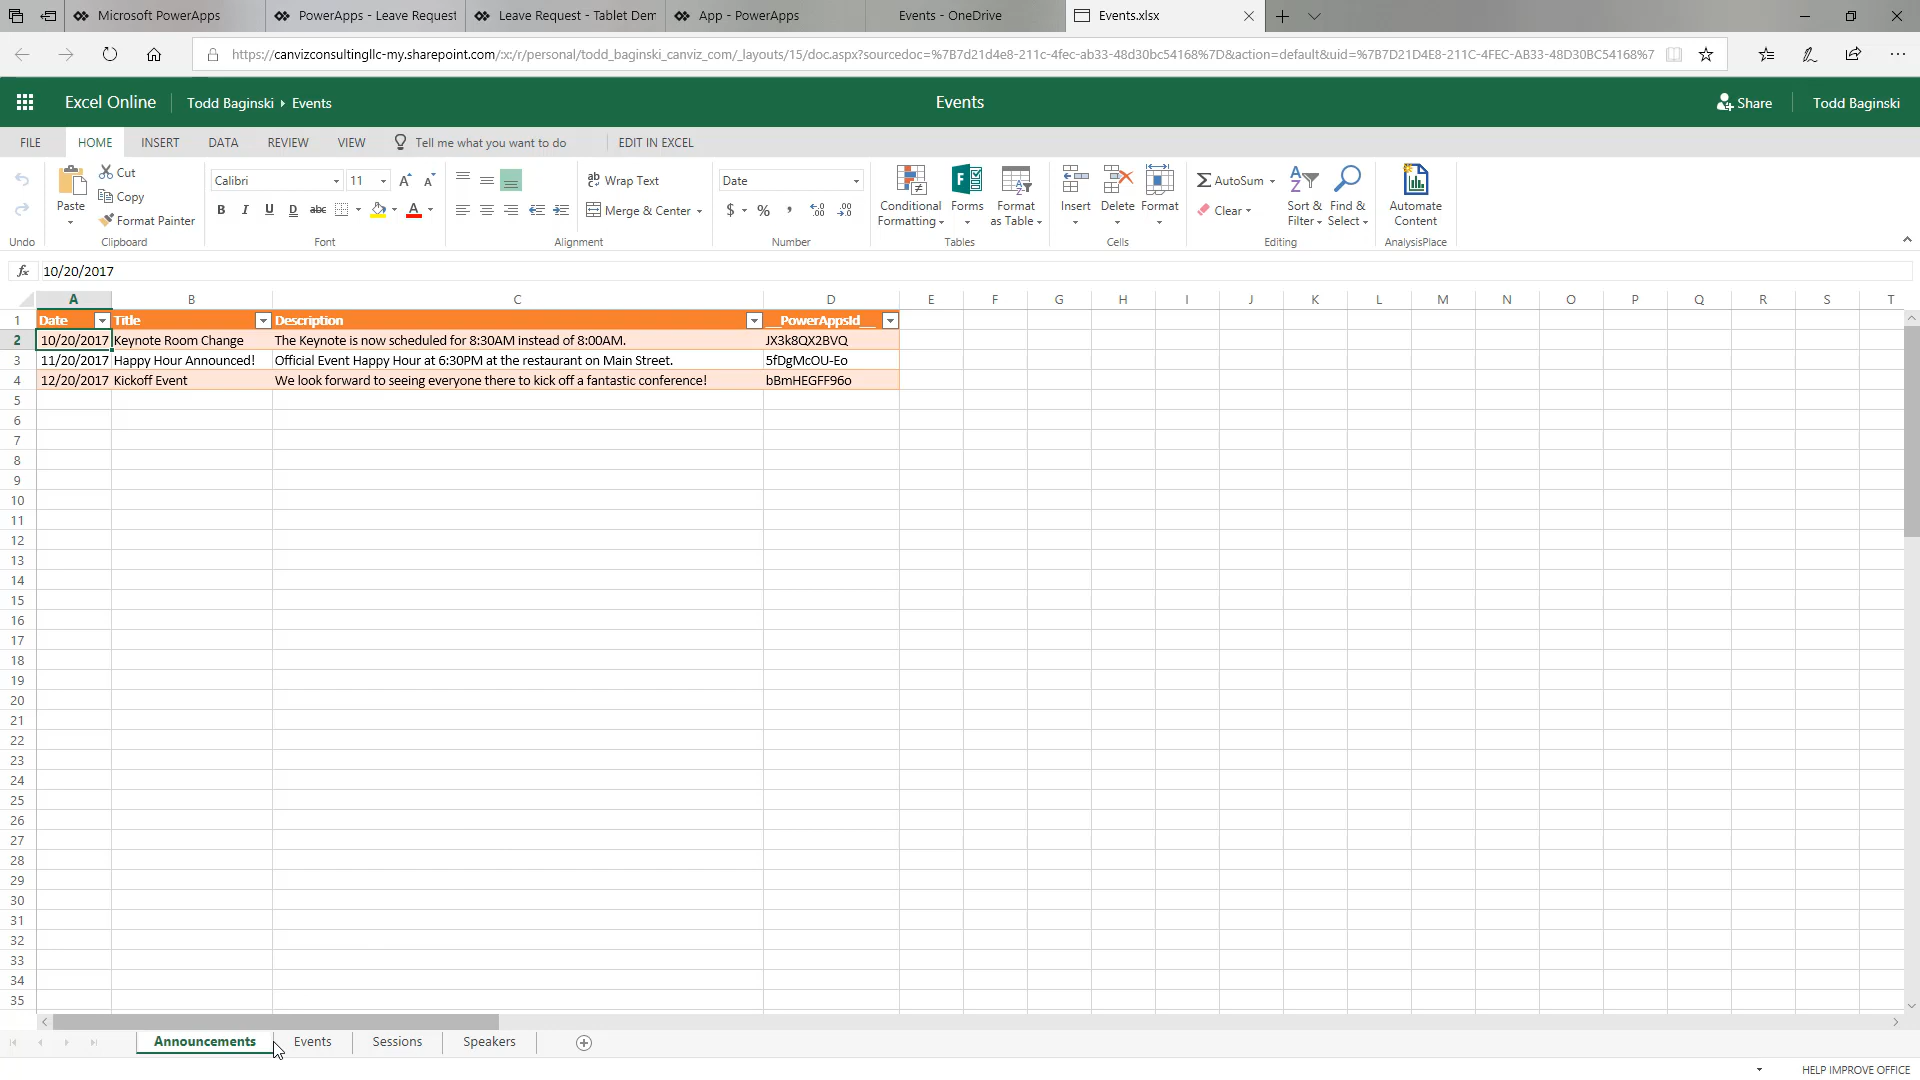 Microsoft PowerApps
PowerApps - Leave Request
Leave Request - Tablet Dem
App - PowerApps
Events - OneDrive
Events.xlsx
https://canvizconsultingllc-my.sharepoint.com/:x:/r/personal/todd_baginski_canviz_com/_layouts/15/doc.aspx?sourcedoc=%7B7d21d4e8-211c-4fec-ab33-48d30bc54168%7D&action=default&uid=%7B7D21D4E8-211C-4FEC-AB33-48D30BC54168%7
Excel Online Todd Baginski Events Events Share Todd Baginski
FILE HOME INSERT DATA REVIEW VIEW Tell me what you want to do EDIT IN EXCEL
Paste Cut Copy Format Painter
Calibri 11
B I U D abc A
Wrap Text
Merge & Center
Date
$ %
Conditional Formatting Forms Format as Table
Insert Delete Format
AutoSum Clear
Sort & Filter Find & Select
Automate Content
Undo Clipboard Font Alignment Number Tables Cells Editing AnalysisPlace
fx 10/20/2017
A B C D E F G H I J K L M N O P Q R S T
1 Date Title Description __PowerAppsId__
2 10/20/2017 Keynote Room Change The Keynote is now scheduled for 8:30AM instead of 8:00AM. JX3k8QX2BVQ
3 11/20/2017 Happy Hour Announced! Official Event Happy Hour at 6:30PM at the restaurant on Main Street. 5fDgMcOU-Eo
4 12/20/2017 Kickoff Event We look forward to seeing everyone there to kick off a fantastic conference! bBmHEGFF96o
5
6
7
8
9
10
11
12
13
14
15
16
17
18
19
20
21
22
23
24
25
26
27
28
29
30
31
32
33
34
35
Announcements Events Sessions Speakers
HELP IMPROVE OFFICE